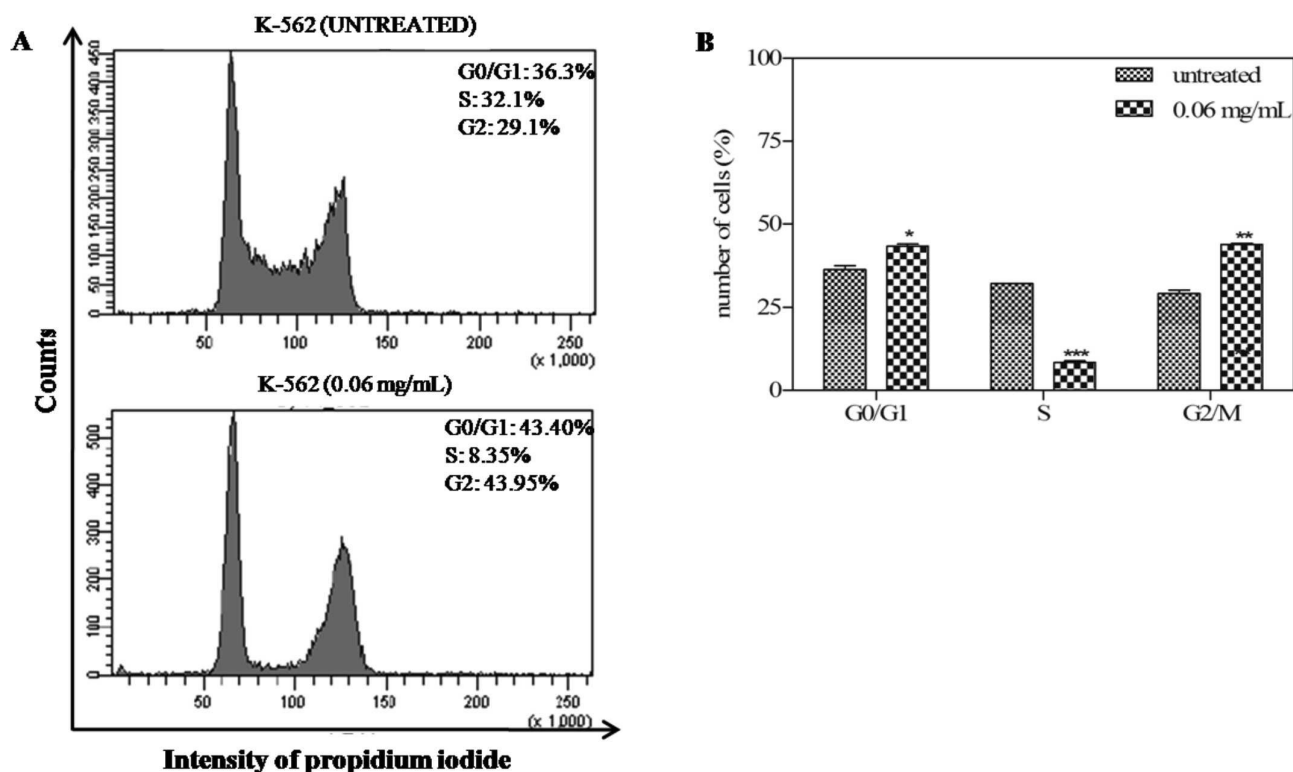 A
K-562 (UNTREATED)
G0/G1: 36.3%
S: 32.1%
G2: 29.1%
450
400
350
300
250
200
150
100
50
0
50 100 150 200 250
(x 1,000)
K-562 (0.06 mg/mL)
G0/G1: 43.40%
S: 8.35%
G2: 43.95%
500
400
300
200
100
0
50 100 150 200 250
(x 1,000)
Counts
Intensity of propidium iodide
B
100
75
50
25
0
number of cells (%)
untreated
0.06 mg/mL
*
***
**
G0/G1 S G2/M